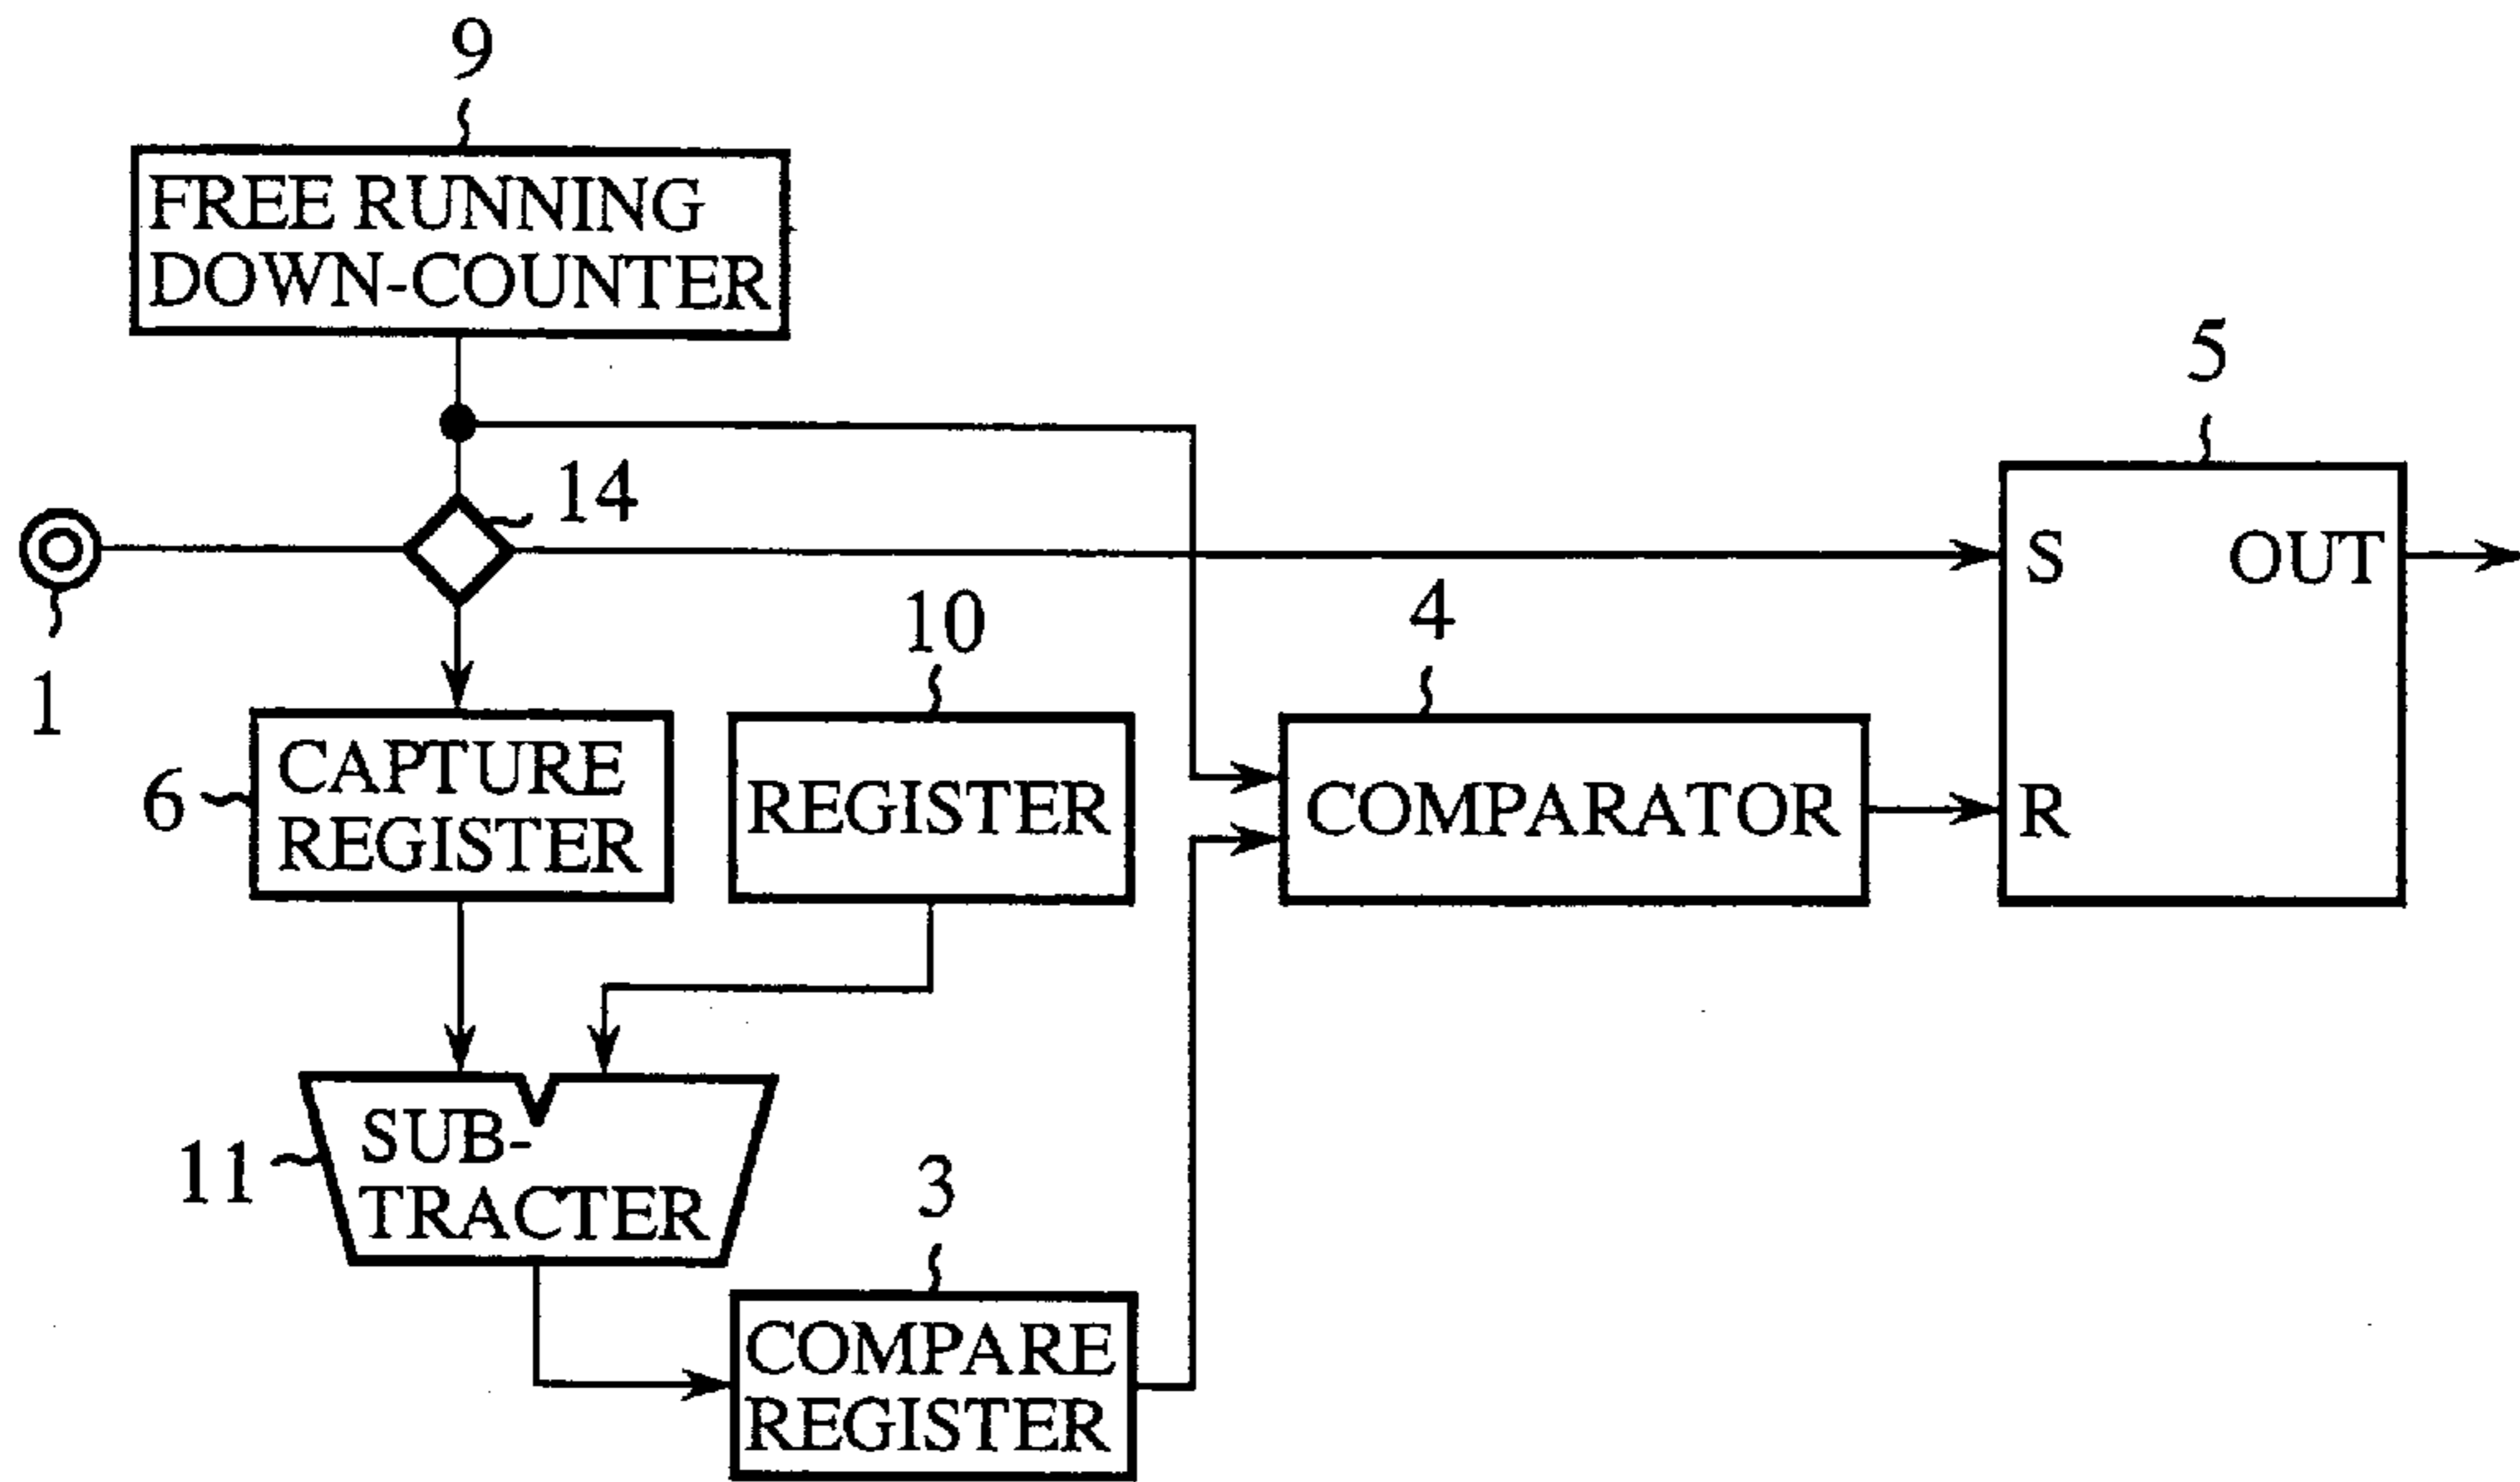 9
FREE RUNNING
DOWN-COUNTER
5
14
S OUT
1
10
4
6
CAPTURE
REGISTER
REGISTER
COMPARATOR
R
11
SUB-
TRACTER
3
COMPARE
REGISTER